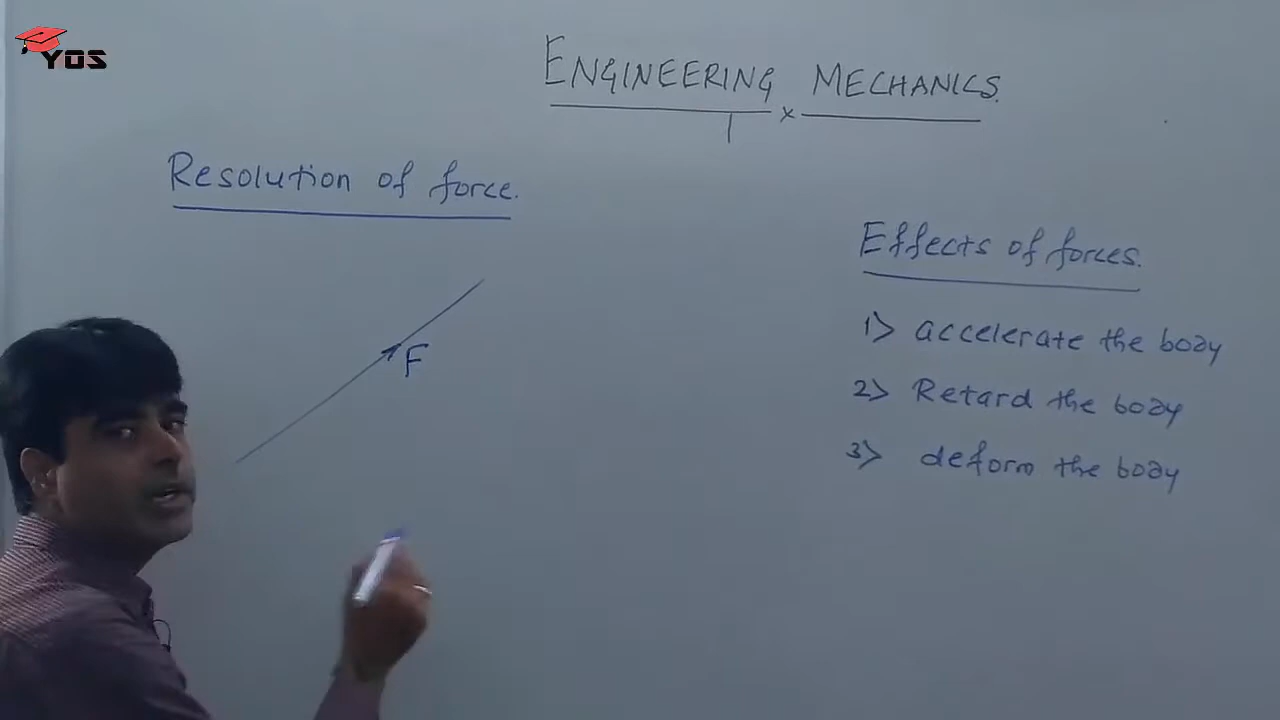 YOS
ENGINEERING MECHANICS.
Resolution of force.
F
Effects of forces.
1> accelerate the body
2> Retard the body
3> deform the body